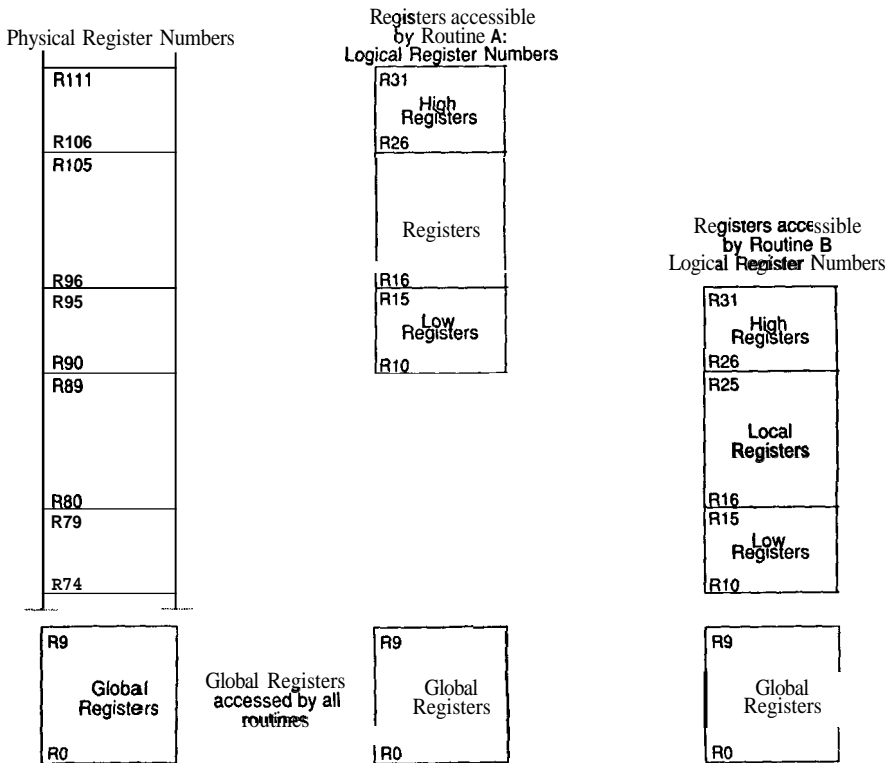 Physical Register Numbers
R111
R106
R105
R96
R95
R90
R89
R80
R79
R74
R9
Global
Registers
R0
Global Registers
accessed by all
routines
Registers accessible
by Routine A:
Logical Register Numbers
R31
High
Registers
R26
Registers
R16
R15
Low
Registers
R10
R9
Global
Registers
R0
Registers accessible
by Routine B
Logical Register Numbers
R31
High
Registers
R26
R25
Local
Registers
R16
R15
Low
Registers
R10
R9
Global
Registers
R0